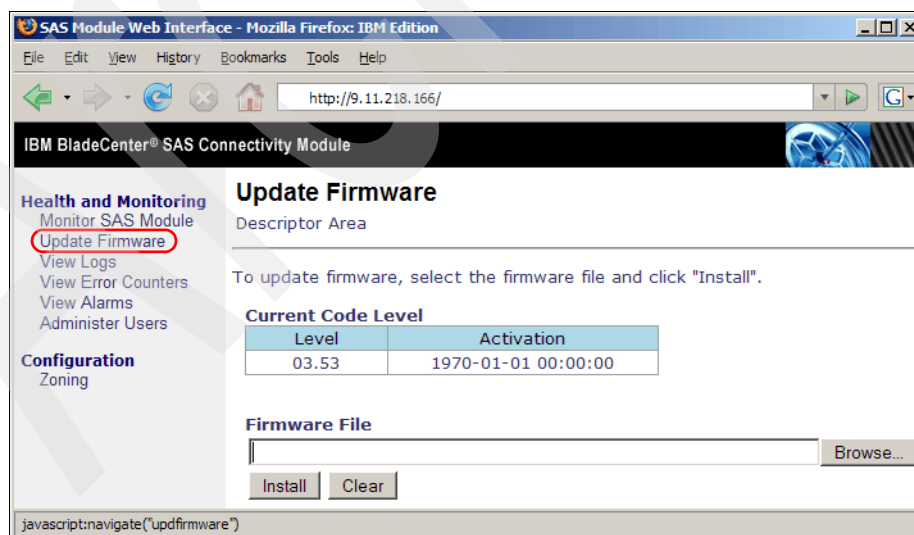 SAS Module Web Interface - Mozilla Firefox: IBM Edition
File Edit View History Bookmarks Tools Help
http://9.11.218.166/
G
IBM BladeCenter® SAS Connectivity Module
Health and Monitoring
Monitor SAS Module
Update Firmware
View Logs
View Error Counters
View Alarms
Administer Users
Configuration
Zoning
Update Firmware
Descriptor Area
To update firmware, select the firmware file and click "Install".
Current Code Level
Level Activation
03.53 1970-01-01 00:00:00
Firmware File
Browse...
Install Clear
javascript:navigate("updfirmware")